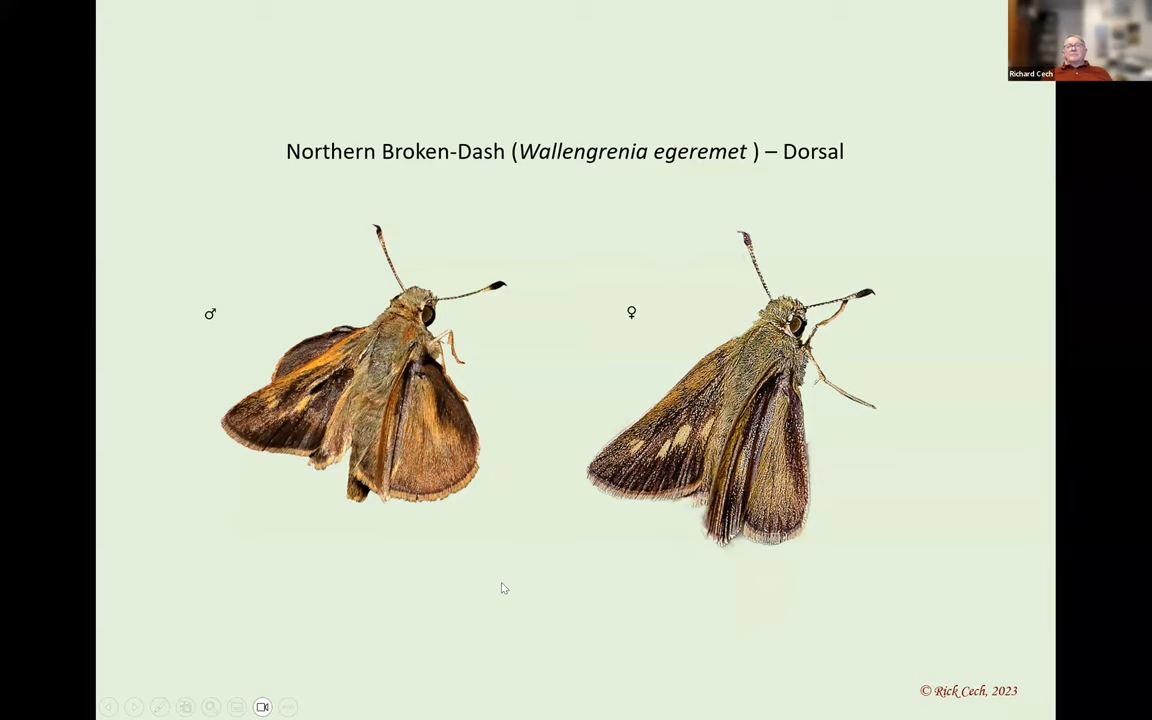 Richard Cech
Northern Broken-Dash (Wallengrenia egeremet ) – Dorsal
♂
♀
© Rick Cech, 2023